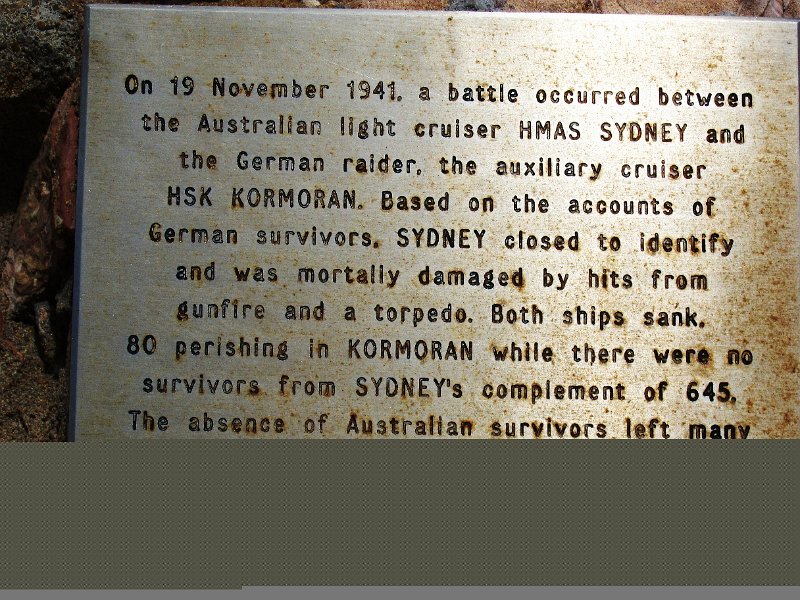 On 19 November 1941, a battle occurred between
the Australian light cruiser HMAS SYDNEY and
the German raider, the auxiliary cruiser
HSK KORMORAN. Based on the accounts of
German survivors, SYDNEY closed to identify
and was mortally damaged by hits from
gunfire and a torpedo. Both ships sank,
80 perishing in KORMORAN while there were no
survivors from SYDNEY's complement of 645.
The absence of Australian survivors left many